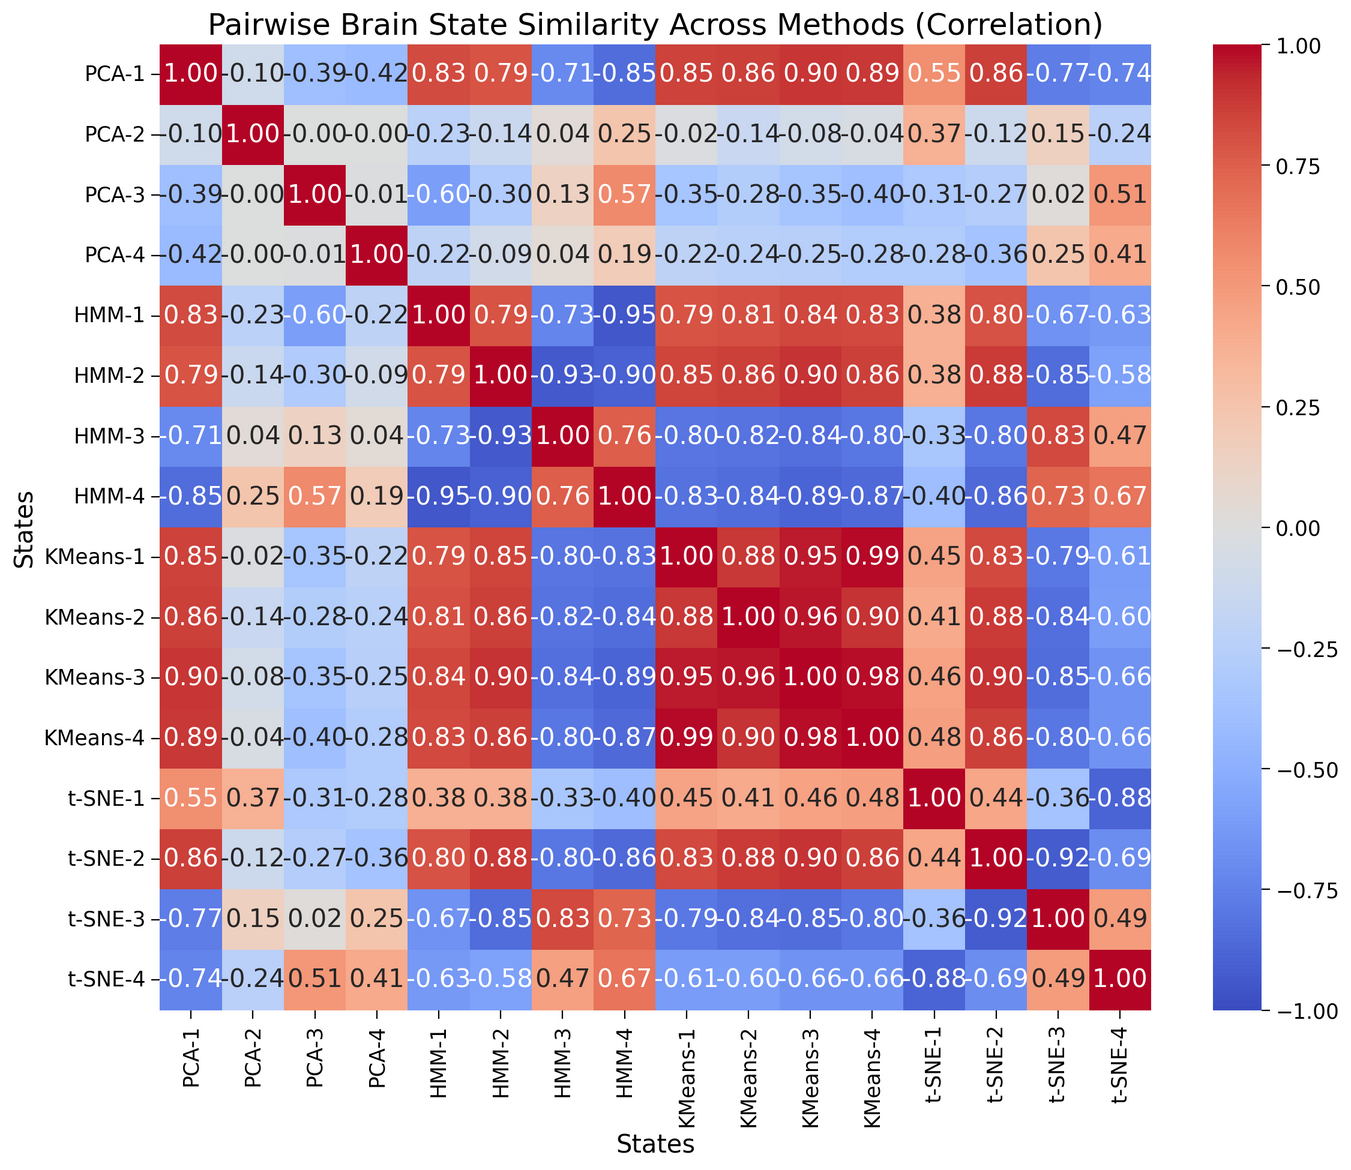 Pairwise Brain State Similarity Across Methods (Correlation)
PCA-1 1.00 -0.10 -0.39 -0.42 0.83 0.79 -0.71 -0.85 0.85 0.86 0.90 0.89 0.55 0.86 -0.77 -0.74
PCA-2 -0.10 1.00 -0.00 -0.00 -0.23 -0.14 0.04 0.25 -0.02 -0.14 -0.08 -0.04 0.37 -0.12 0.15 -0.24
PCA-3 -0.39 -0.00 1.00 -0.01 -0.60 -0.30 0.13 0.57 -0.35 -0.28 -0.35 -0.40 -0.31 -0.27 0.02 0.51
PCA-4 -0.42 -0.00 -0.01 1.00 -0.22 -0.09 0.04 0.19 -0.22 -0.24 -0.25 -0.28 -0.28 -0.36 0.25 0.41
HMM-1 0.83 -0.23 -0.60 -0.22 1.00 0.79 -0.73 -0.95 0.79 0.81 0.84 0.83 0.38 0.80 -0.67 -0.63
HMM-2 0.79 -0.14 -0.30 -0.09 0.79 1.00 -0.93 -0.90 0.85 0.86 0.90 0.86 0.38 0.88 -0.85 -0.58
HMM-3 -0.71 0.04 0.13 0.04 -0.73 -0.93 1.00 0.76 -0.80 -0.82 -0.84 -0.80 -0.33 -0.80 0.83 0.47
HMM-4 -0.85 0.25 0.57 0.19 -0.95 -0.90 0.76 1.00 -0.83 -0.84 -0.89 -0.87 -0.40 -0.86 0.73 0.67
KMeans-1 0.85 -0.02 -0.35 -0.22 0.79 0.85 -0.80 -0.83 1.00 0.88 0.95 0.99 0.45 0.83 -0.79 -0.61
KMeans-2 0.86 -0.14 -0.28 -0.24 0.81 0.86 -0.82 -0.84 0.88 1.00 0.96 0.90 0.41 0.88 -0.84 -0.60
KMeans-3 0.90 -0.08 -0.35 -0.25 0.84 0.90 -0.84 -0.89 0.95 0.96 1.00 0.98 0.46 0.90 -0.85 -0.66
KMeans-4 0.89 -0.04 -0.40 -0.28 0.83 0.86 -0.80 -0.87 0.99 0.90 0.98 1.00 0.48 0.86 -0.80 -0.66
t-SNE-1 0.55 0.37 -0.31 -0.28 0.38 0.38 -0.33 -0.40 0.45 0.41 0.46 0.48 1.00 0.44 -0.36 -0.88
t-SNE-2 0.86 -0.12 -0.27 -0.36 0.80 0.88 -0.80 -0.86 0.83 0.88 0.90 0.86 0.44 1.00 -0.92 -0.69
t-SNE-3 -0.77 0.15 0.02 0.25 -0.67 -0.85 0.83 0.73 -0.79 -0.84 -0.85 -0.80 -0.36 -0.92 1.00 0.49
t-SNE-4 -0.74 -0.24 0.51 0.41 -0.63 -0.58 0.47 0.67 -0.61 -0.60 -0.66 -0.66 -0.88 -0.69 0.49 1.00
States
PCA-1 PCA-2 PCA-3 PCA-4 HMM-1 HMM-2 HMM-3 HMM-4 KMeans-1 KMeans-2 KMeans-3 KMeans-4 t-SNE-1 t-SNE-2 t-SNE-3 t-SNE-4
States
1.00
0.75
0.50
0.25
0.00
−0.25
−0.50
−0.75
−1.00